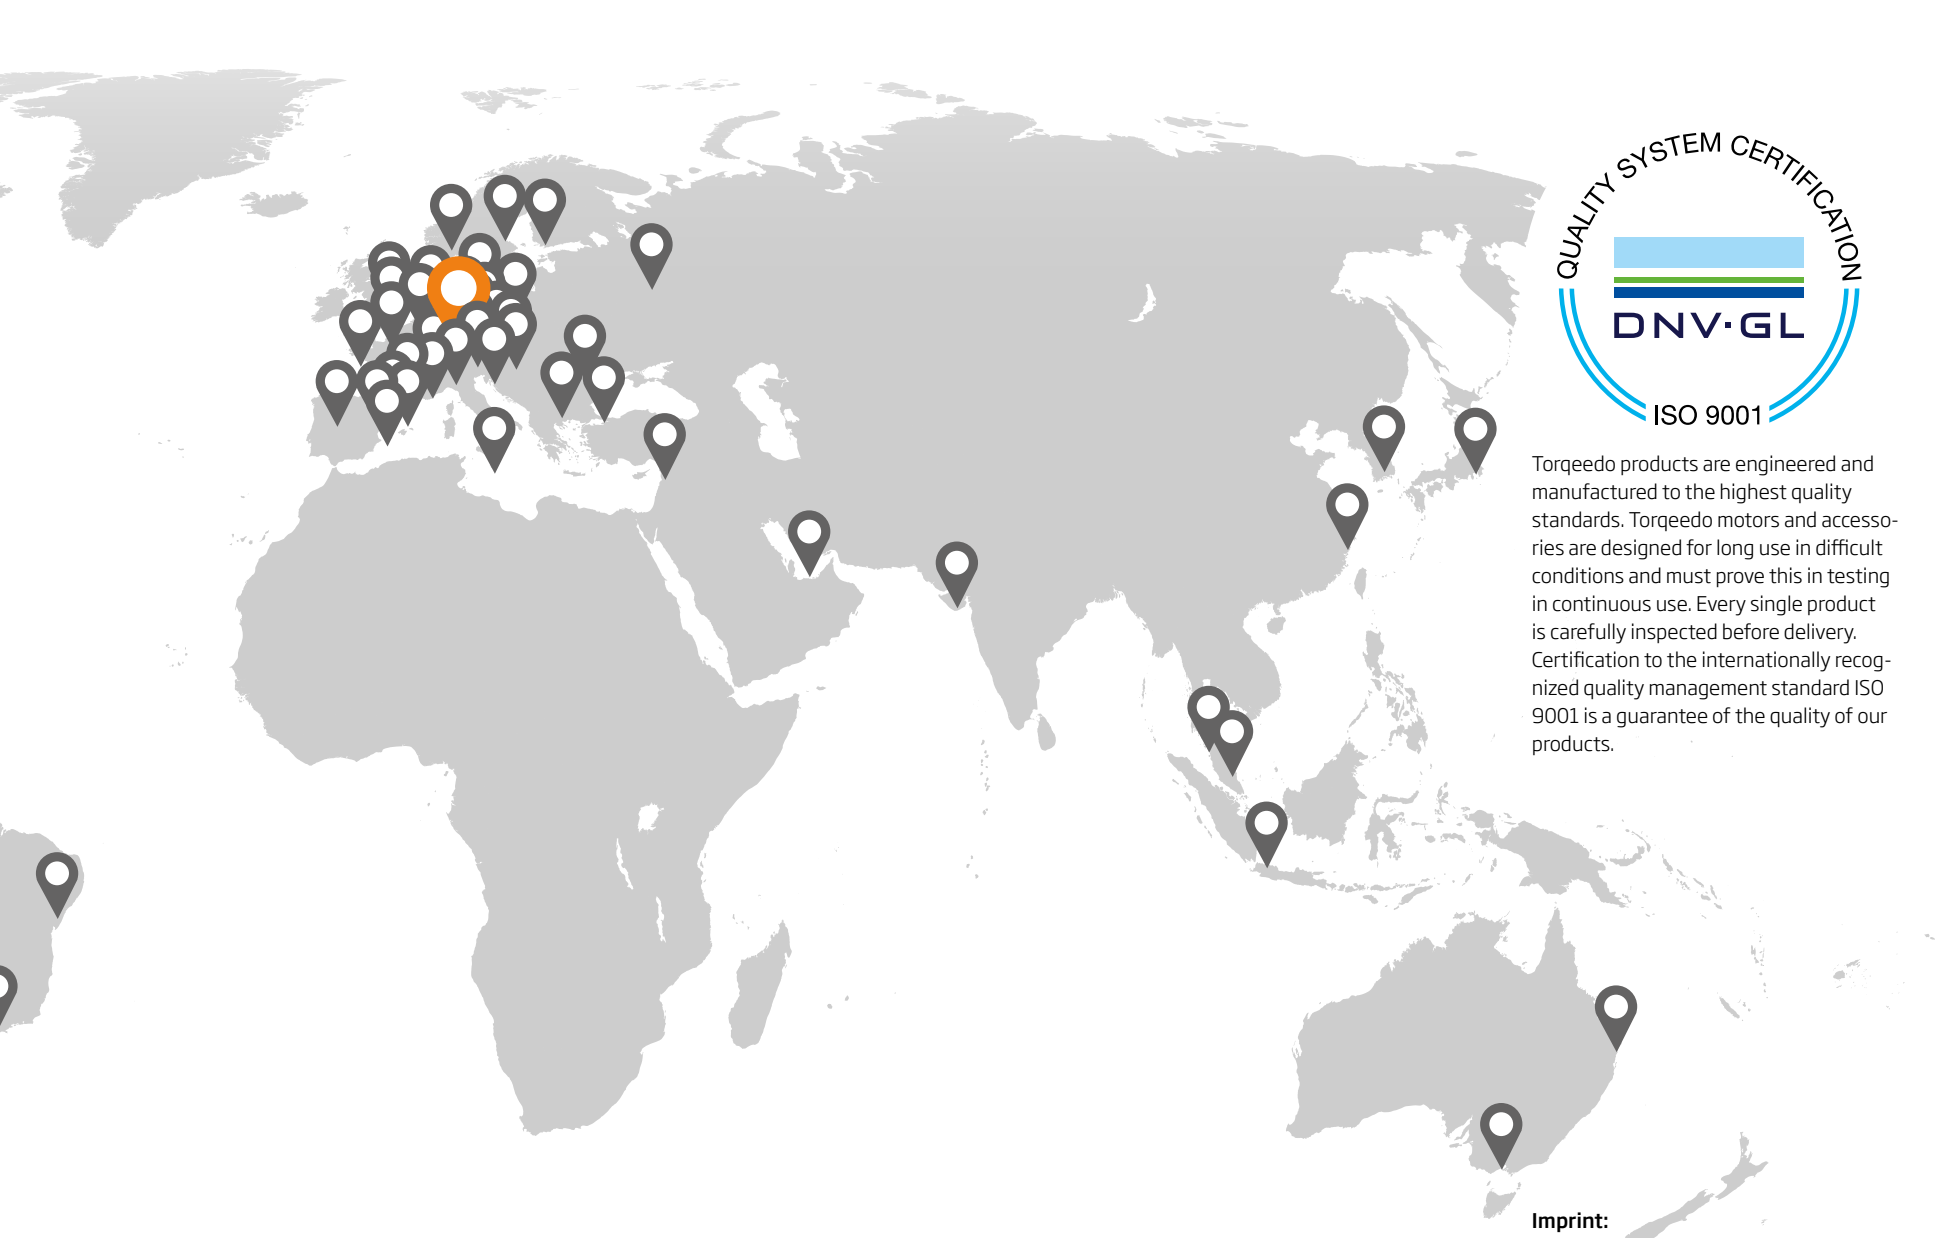 QUALITY SYSTEM CERTIFICATION
DNV·GL
ISO 9001
Torqeedo products are engineered and
manufactured to the highest quality
standards. Torqeedo motors and accesso-
ries are designed for long use in difficult
conditions and must prove this in testing
in continuous use. Every single product
is carefully inspected before delivery.
Certification to the internationally recog-
nized quality management standard ISO
9001 is a guarantee of the quality of our
products.
Imprint: